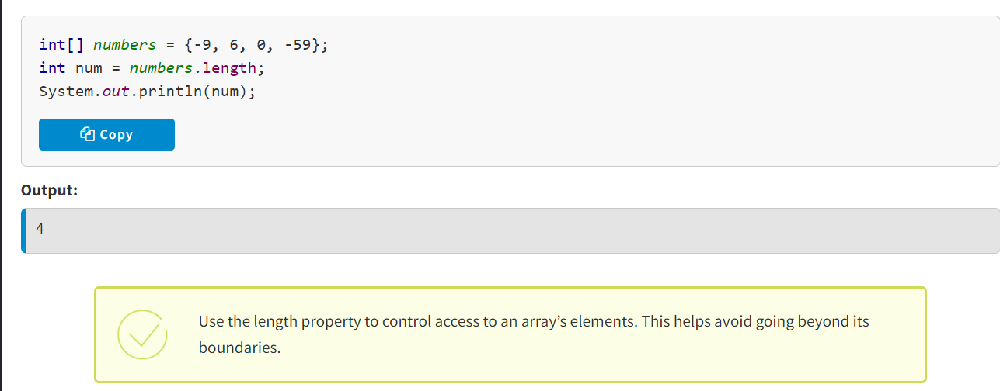 int[] numbers = {-9, 6, 0, -59};
int num = numbers.length;
System.out.println(num);
Copy
Output:
4
Use the length property to control access to an array’s elements. This helps avoid going beyond its
boundaries.